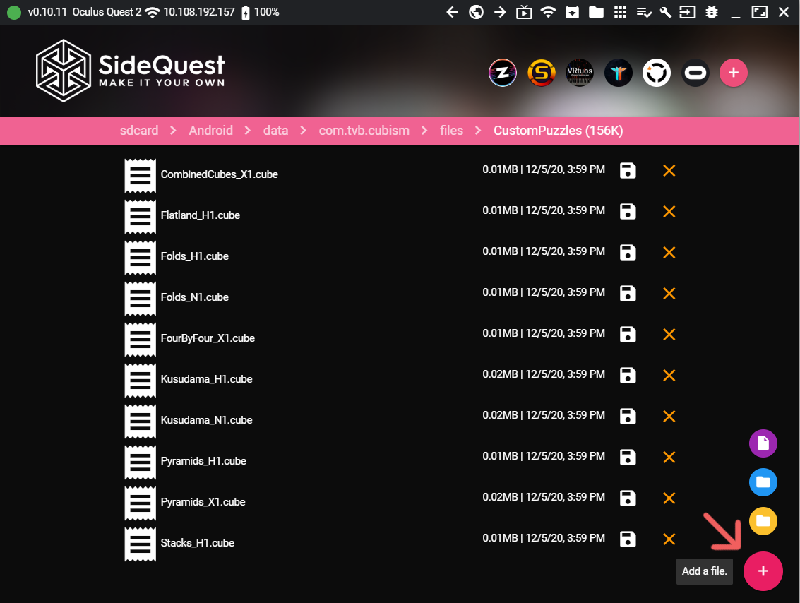 v0.10.11 Oculus Quest 2 10.108.192.157 100%
SideQuest
MAKE IT YOUR OWN
sdcard > Android > data > com.tvb.cubism > files > CustomPuzzles (156K)
CombinedCubes_X1.cube 0.01MB | 12/5/20, 3:59 PM
Flatland_H1.cube 0.01MB | 12/5/20, 3:59 PM
Folds_H1.cube 0.01MB | 12/5/20, 3:59 PM
Folds_N1.cube 0.01MB | 12/5/20, 3:59 PM
FourByFour_X1.cube 0.01MB | 12/5/20, 3:59 PM
Kusudama_H1.cube 0.02MB | 12/5/20, 3:59 PM
Kusudama_N1.cube 0.02MB | 12/5/20, 3:59 PM
Pyramids_H1.cube 0.01MB | 12/5/20, 3:59 PM
Pyramids_X1.cube 0.02MB | 12/5/20, 3:59 PM
Stacks_H1.cube 0.01MB | 12/5/20, 3:59 PM
Add a file.